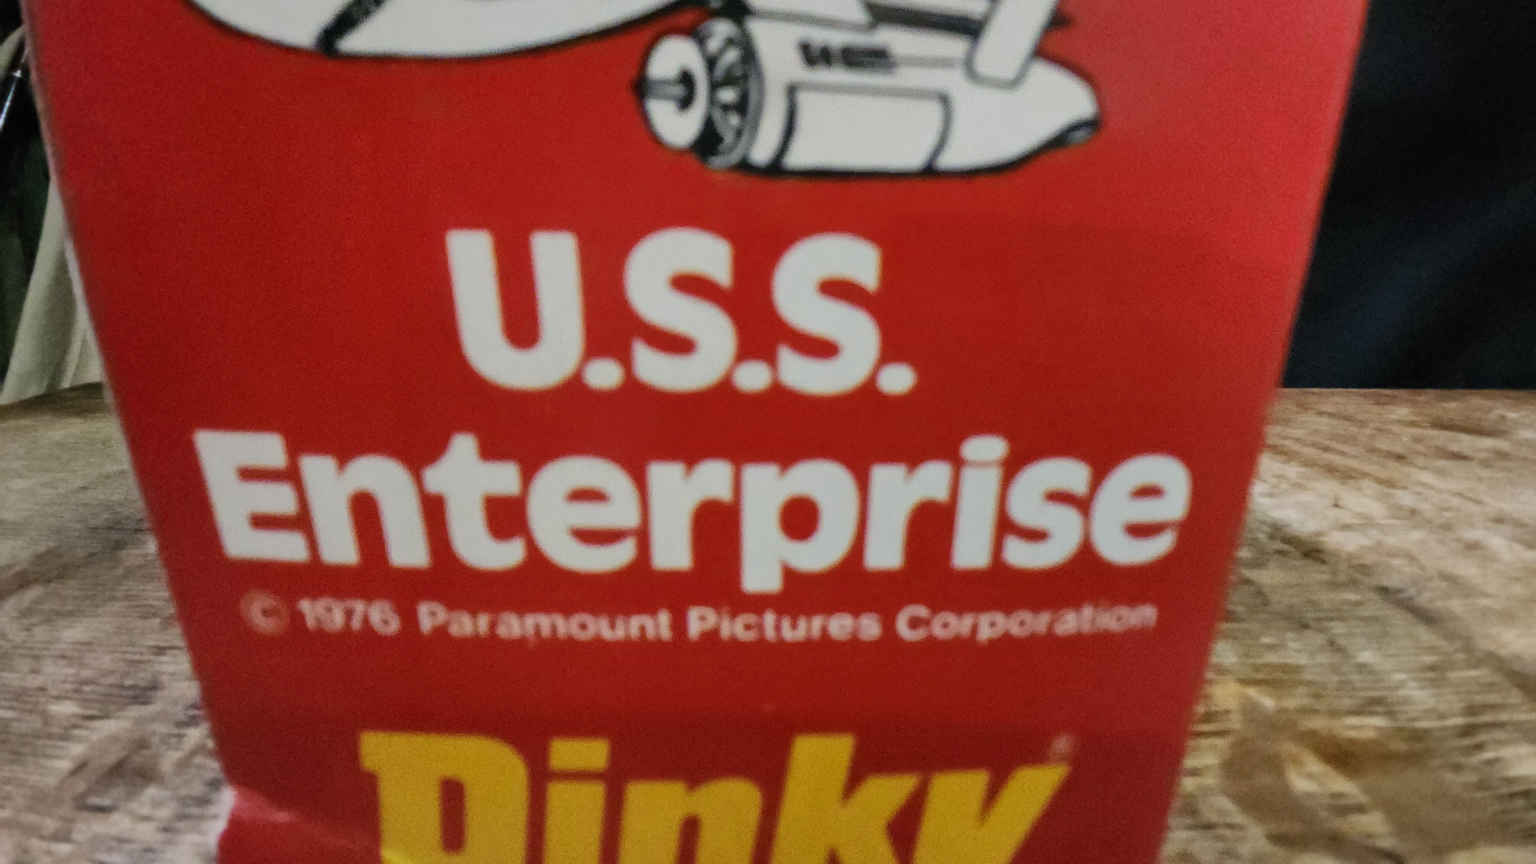 U.S.S.
Enterprise
© 1976 Paramount Pictures Corporation
Dinky®